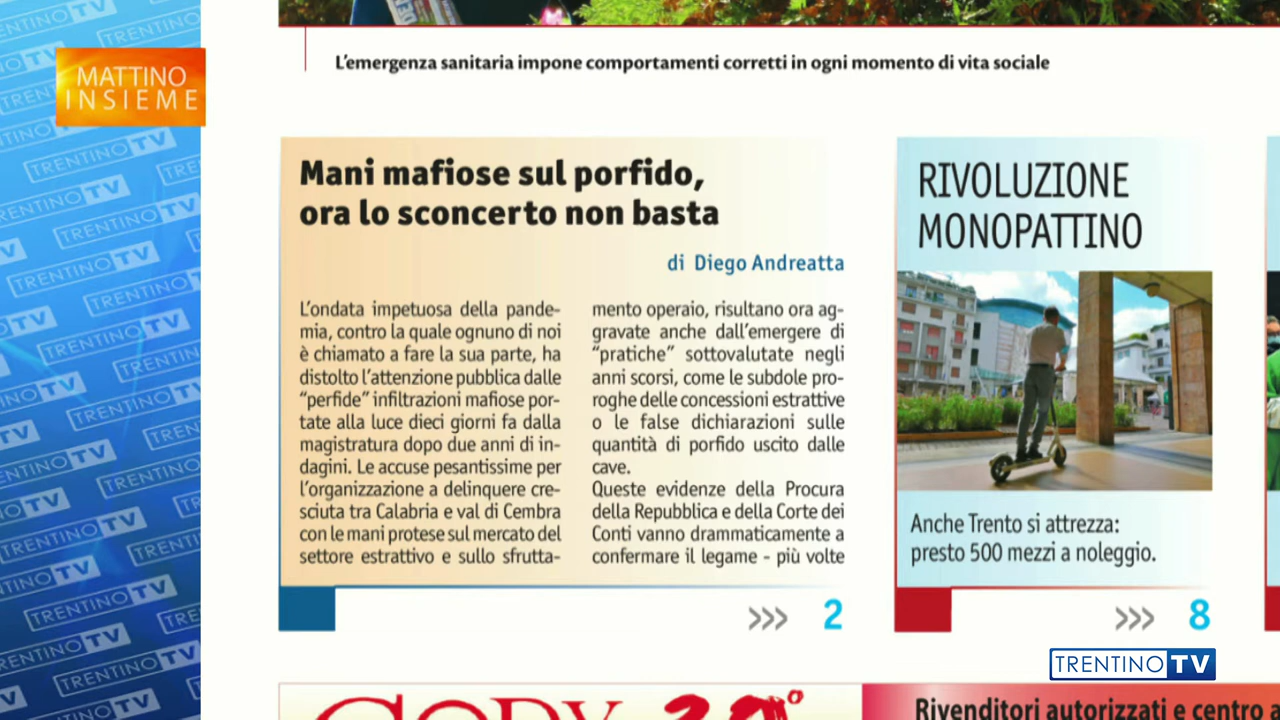 MATTINO
INSIEME
L'emergenza sanitaria impone comportamenti corretti in ogni momento di vita sociale
Mani mafiose sul porfido,
ora lo sconcerto non basta
di Diego Andreatta
L'ondata impetuosa della pande-
mia, contro la quale ognuno di noi
è chiamato a fare la sua parte, ha
distolto l'attenzione pubblica dalle
“perfide” infiltrazioni mafiose por-
tate alla luce dieci giorni fa dalla
magistratura dopo due anni di in-
dagini. Le accuse pesantissime per
l'organizzazione a delinquere cre-
sciuta tra Calabria e val di Cembra
con le mani protese sul mercato del
settore estrattivo e sullo sfrutta-
mento operaio, risultano ora ag-
gravate anche dall'emergere di
“pratiche” sottovalutate negli
anni scorsi, come le subdole pro-
roghe delle concessioni estrattive
o le false dichiarazioni sulle
quantità di porfido uscito dalle
cave.
Queste evidenze della Procura
della Repubblica e della Corte dei
Conti vanno drammaticamente a
confermare il legame - più volte
>>> 2
RIVOLUZIONE
MONOPATTINO
Anche Trento si attrezza:
presto 500 mezzi a noleggio.
>>> 8
TRENTINO TV
Rivenditori autorizzati e centro a